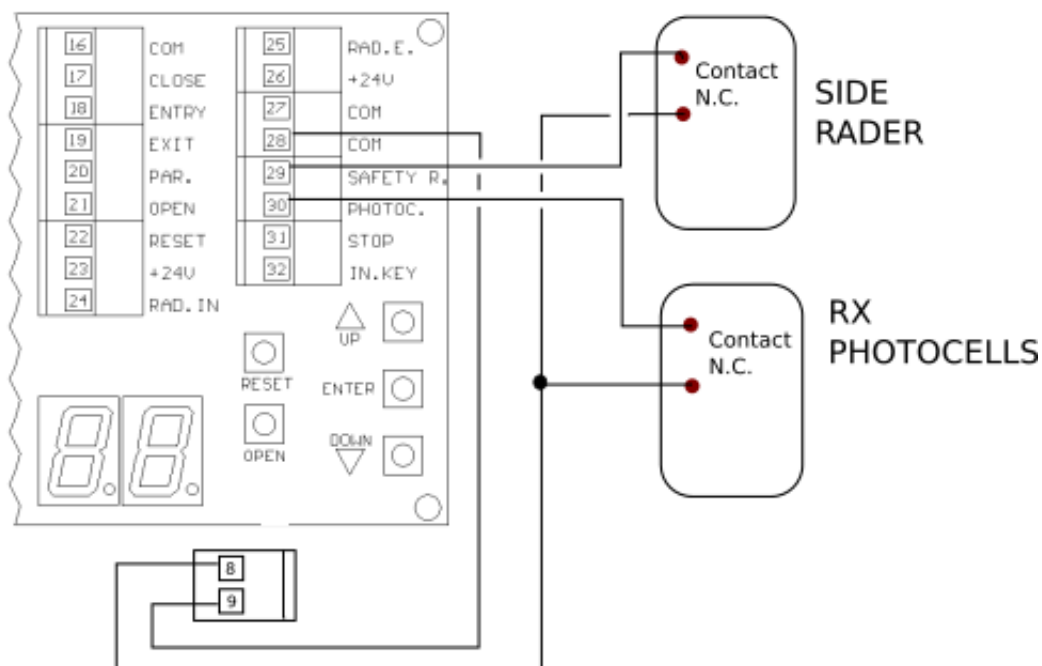 16 COM
17 CLOSE
18 ENTRY
19 EXIT
20 PAR.
21 OPEN
22 RESET
23 +24V
24 RAD.IN
25 RAD.E.
26 +24V
27 COM
28 COM
29 SAFETY R.
30 PHOTOC.
31 STOP
32 IN.KEY
UP
RESET
ENTER
OPEN
DOWN
88
8
9
Contact
N.C.
SIDE
RADER
Contact
N.C.
RX
PHOTOCELLS